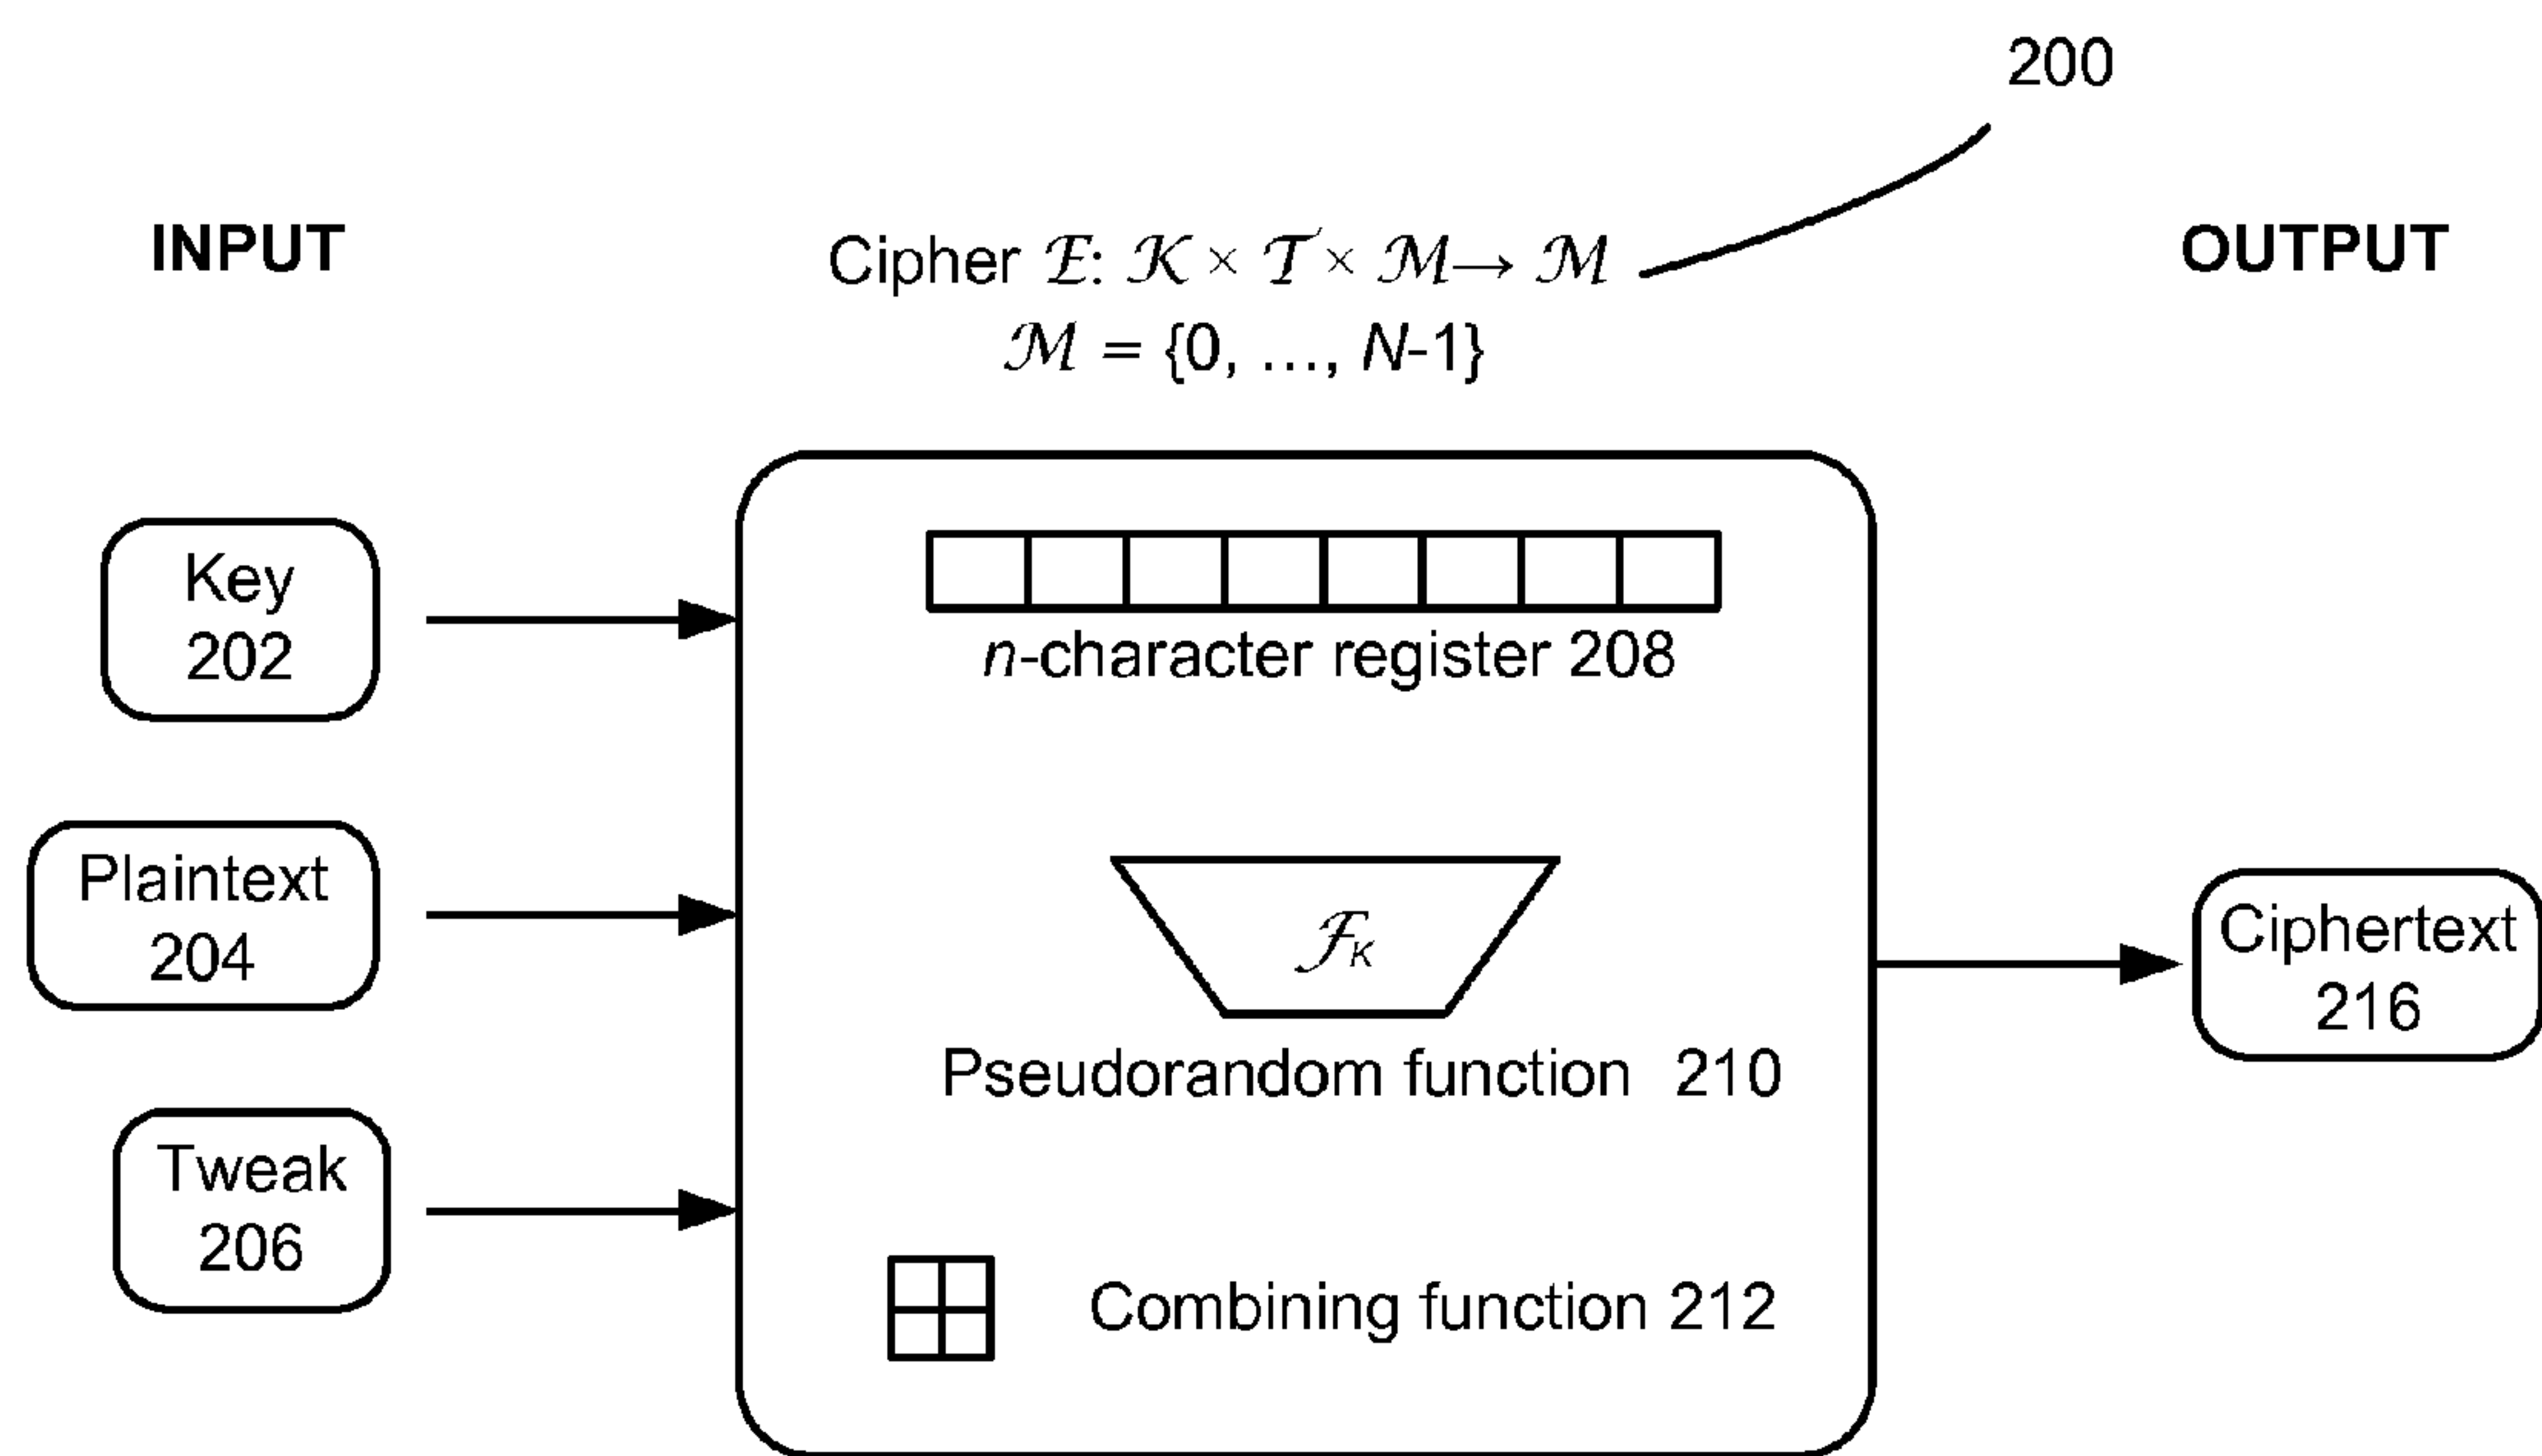 200
INPUT
Cipher ℰ: 𝒦 × 𝒯 × ℳ → ℳ
ℳ = {0, ..., N-1}
OUTPUT
Key
202
n-character register 208
Plaintext
204
ℱK
Pseudorandom function 210
Ciphertext
216
Tweak
206
Combining function 212